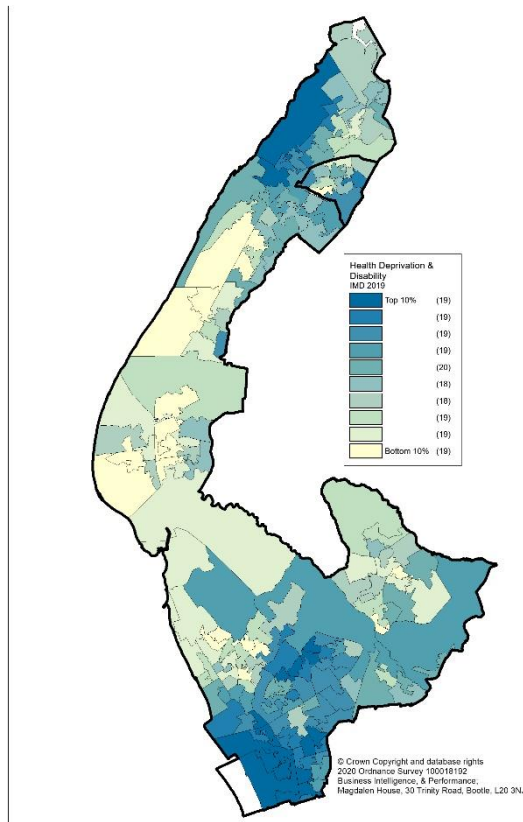 Health Deprivation &
Disability
IMD 2019
Top 10% (19)
(19)
(19)
(19)
(20)
(18)
(18)
(19)
(19)
Bottom 10% (19)
© Crown Copyright and database rights
2020 Ordnance Survey 100018192
Business Intelligence, & Performance,
Magdalen House, 30 Trinity Road, Bootle, L20 3NJ